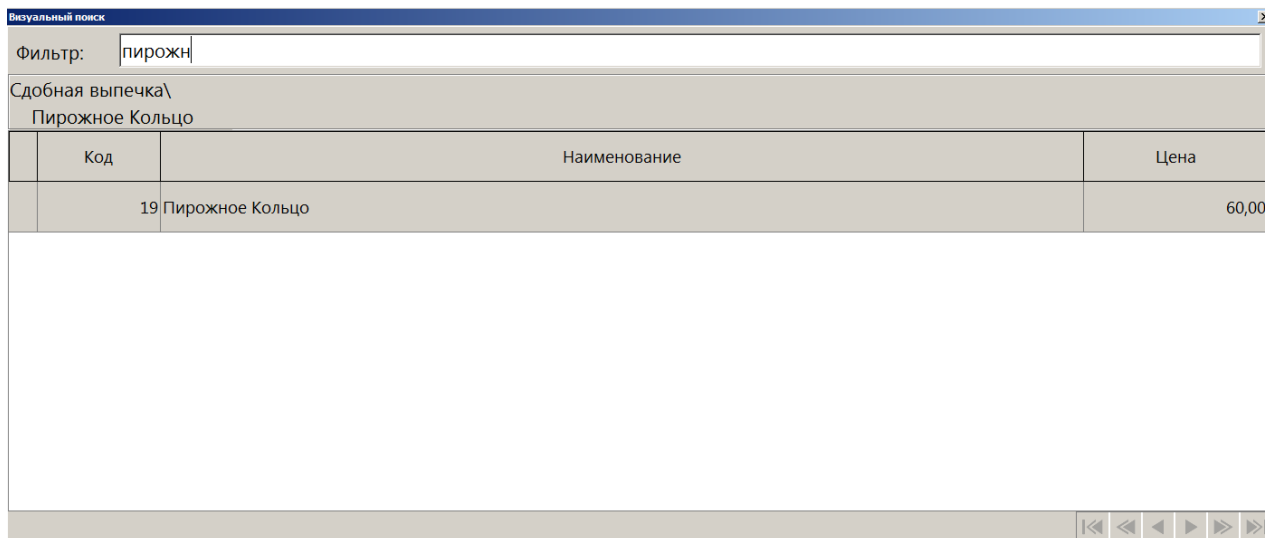 Визуальный поиск
Фильтр: пирожн
Сдобная выпечка\
Пирожное Кольцо
Код Наименование Цена
19 Пирожное Кольцо 60,00